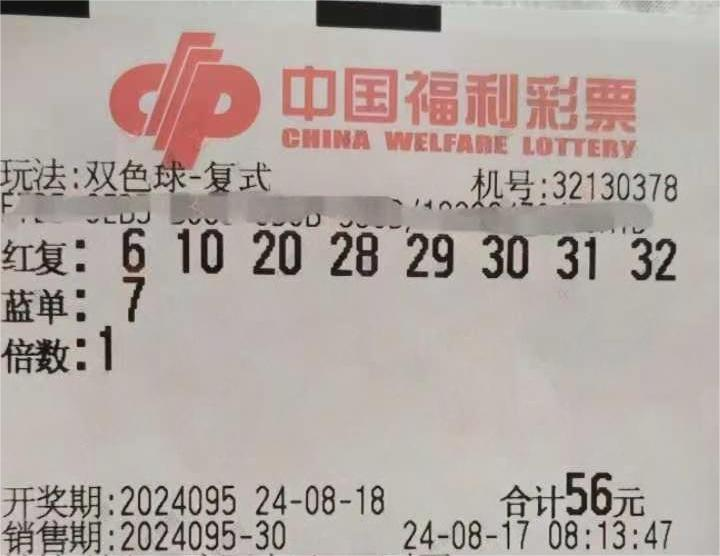 中国福利彩票
CHINA WELFARE LOTTERY
玩法:双色球-复式 机号:32130378
红复: 6 10 20 28 29 30 31 32
蓝单: 7
倍数:1
开奖期:2024095 24-08-18 合计56元
销售期:2024095-30 24-08-17 08:13:47